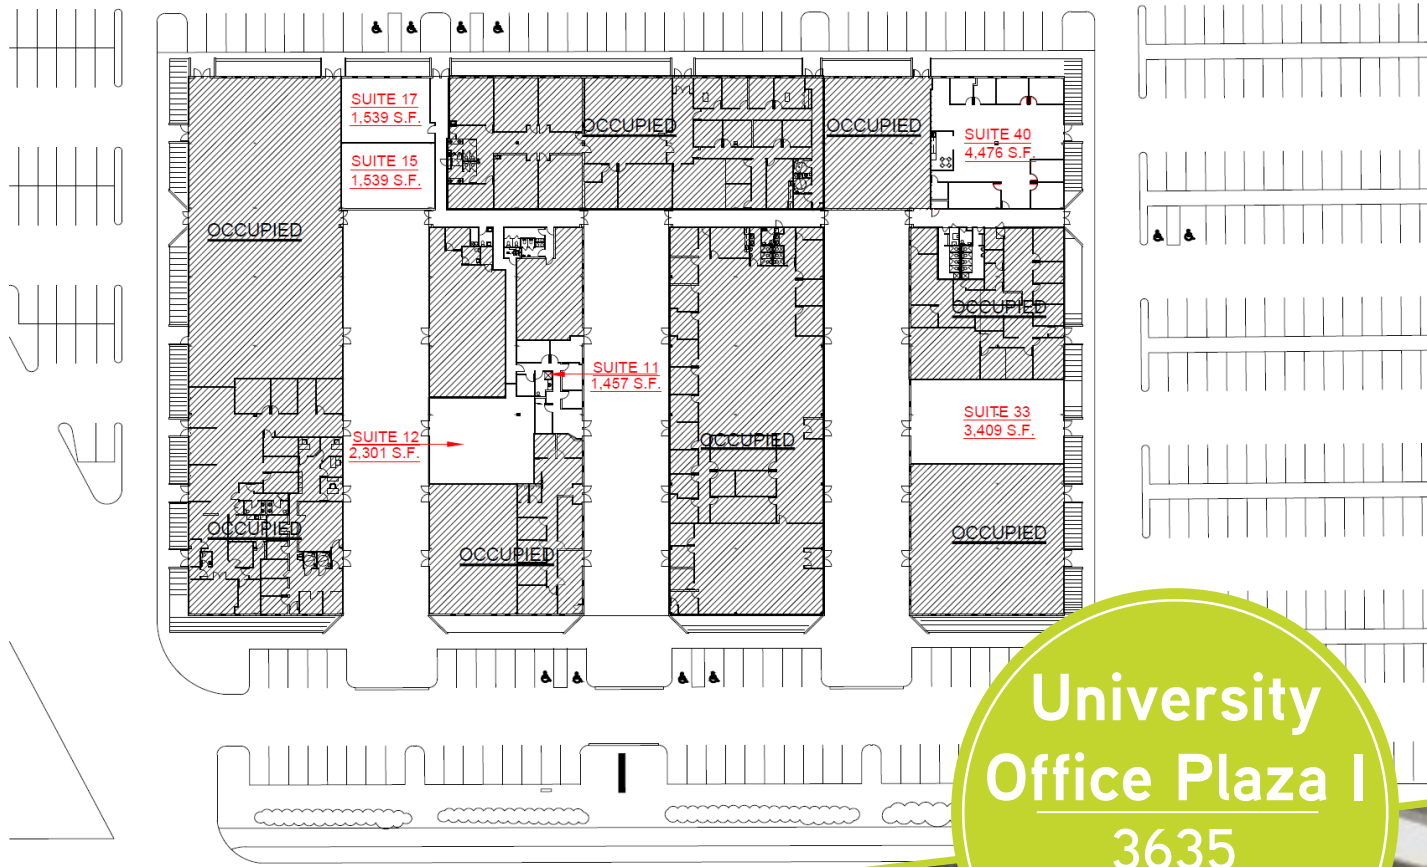 SUITE 17
1,539 S.F.
SUITE 15
1,539 S.F.
OCCUPIED
OCCUPIED
SUITE 40
4,476 S.F.
OCCUPIED
OCCUPIED
SUITE 11
1,457 S.F.
SUITE 12
2,301 S.F.
OCCUPIED
SUITE 33
3,409 S.F.
OCCUPIED
OCCUPIED
OCCUPIED
University
Office Plaza I
3635